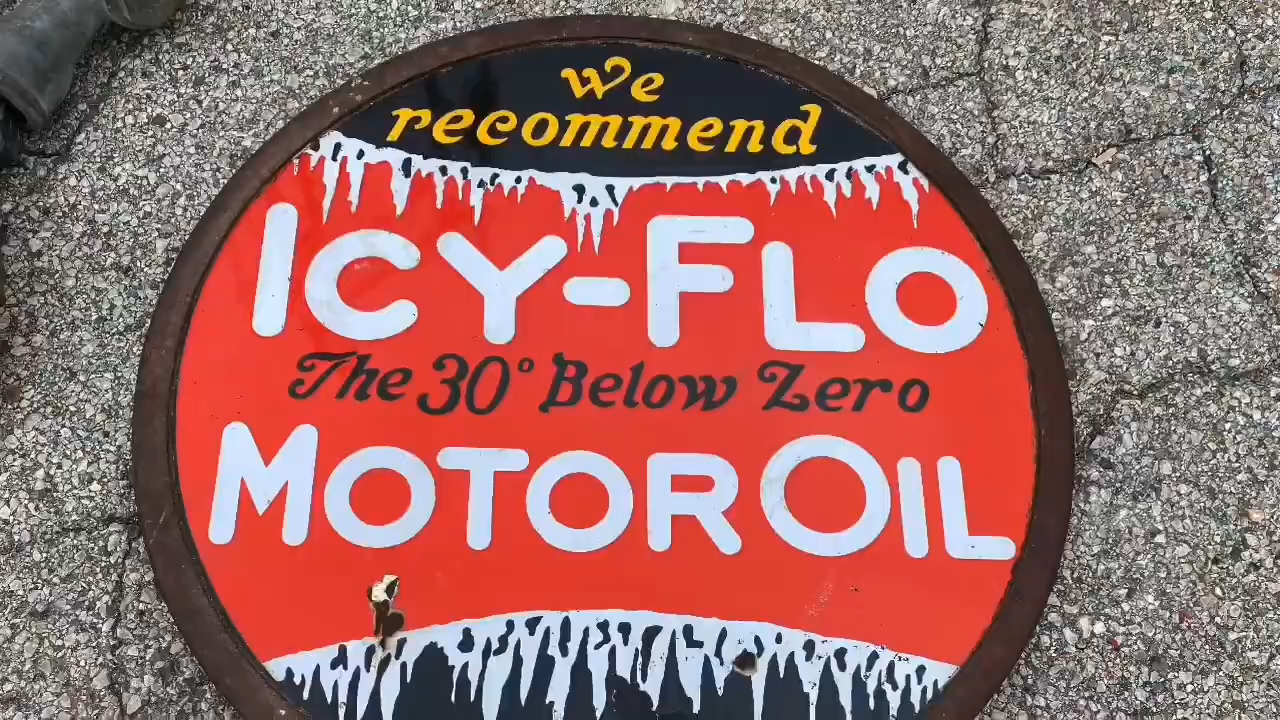 we
recommend
ICY-FLO
The 30° Below Zero
MOTOR OIL